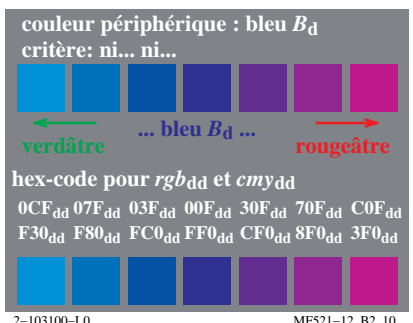 couleur périphérique : bleu Bd
critère: ni... ni...
... bleu Bd ...
verdâtre rougeâtre
hex-code pour rgbdd et cmydd
0CFdd 07Fdd 03Fdd 00Fdd 30Fdd 70Fdd C0Fdd
F30dd F80dd FC0dd FF0dd CF0dd 8F0dd 3F0dd
2-103100-L0 MF521-12, B2_10